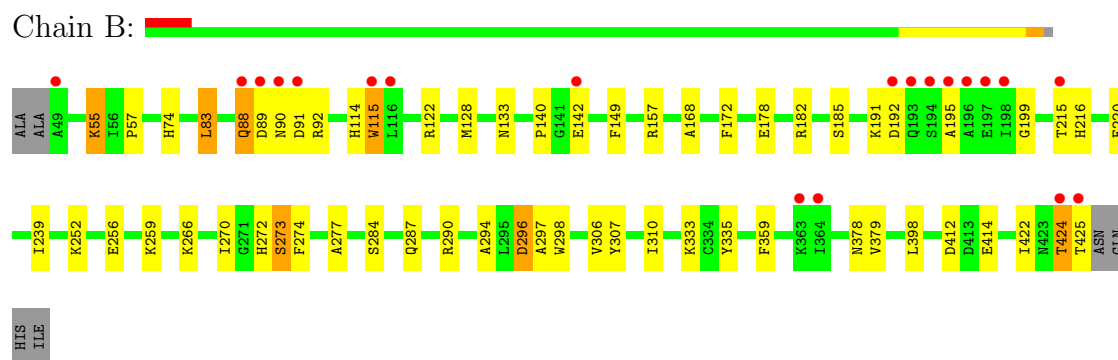 Chain B:
ALA ALA A49 K55 I56 P57 H74 L83 Q88 D89 N90 D91 R92 H114 W115 L116 R122 M128 N133 P140 G141 E142 F149 R157 A168 F172 E178 R182 S185 K191 D192 Q193 S194 A195 A196 E197 I198 G199 T215 H216
I239 K252 E256 K259 K266 I270 G271 H272 S273 F274 A277 S284 Q287 R290 A294 L295 D296 A297 W298 V306 Y307 I310 K333 C334 Y335 F359 K363 I364 N378 V379 L398 D412 D413 E414 I422 N423 T424 T425 ASN GLN
HIS ILE